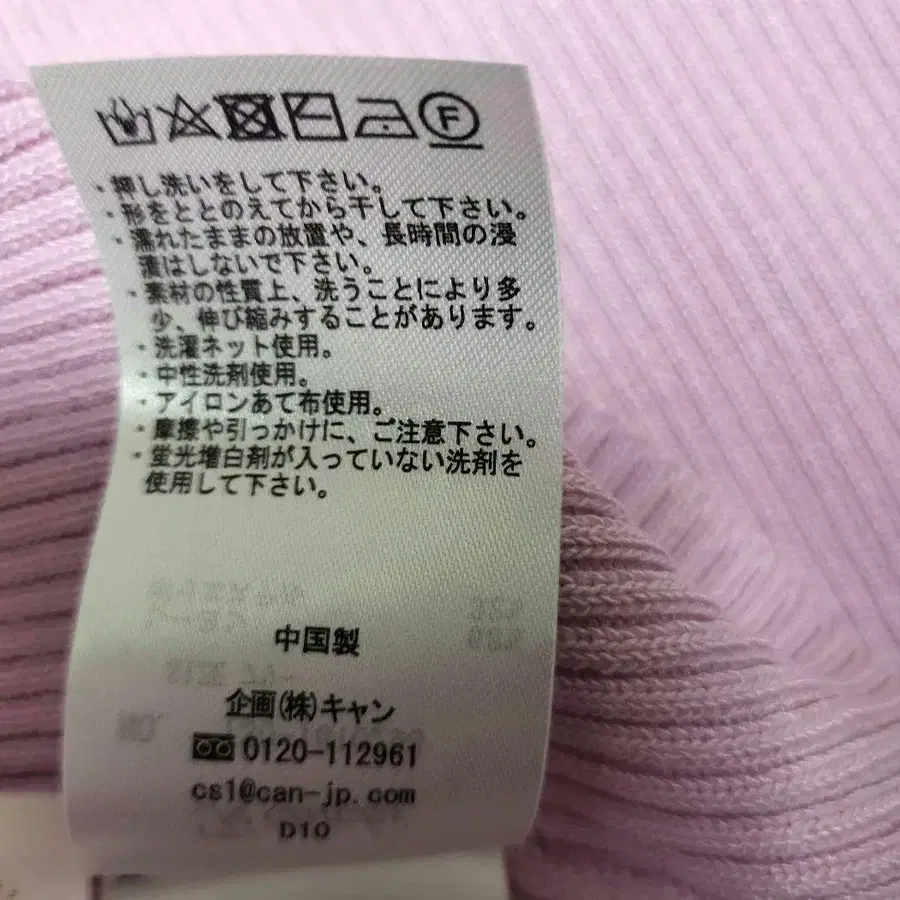 F
・押し洗いをして下さい。
・形をととのえてから干して下さい。
・濡れたままの放置や、長時間の浸
漬はしないで下さい。
・素材の性質上、洗うことにより多
少、伸び縮みすることがあります。
・洗濯ネット使用。
・中性洗剤使用。
・アイロンあて布使用。
・摩擦や引っかけに、ご注意下さい。
・蛍光増白剤が入っていない洗剤を
使用して下さい。
中国製
企画(株)キャン
0120-112961
cs1@can-jp.com
D10